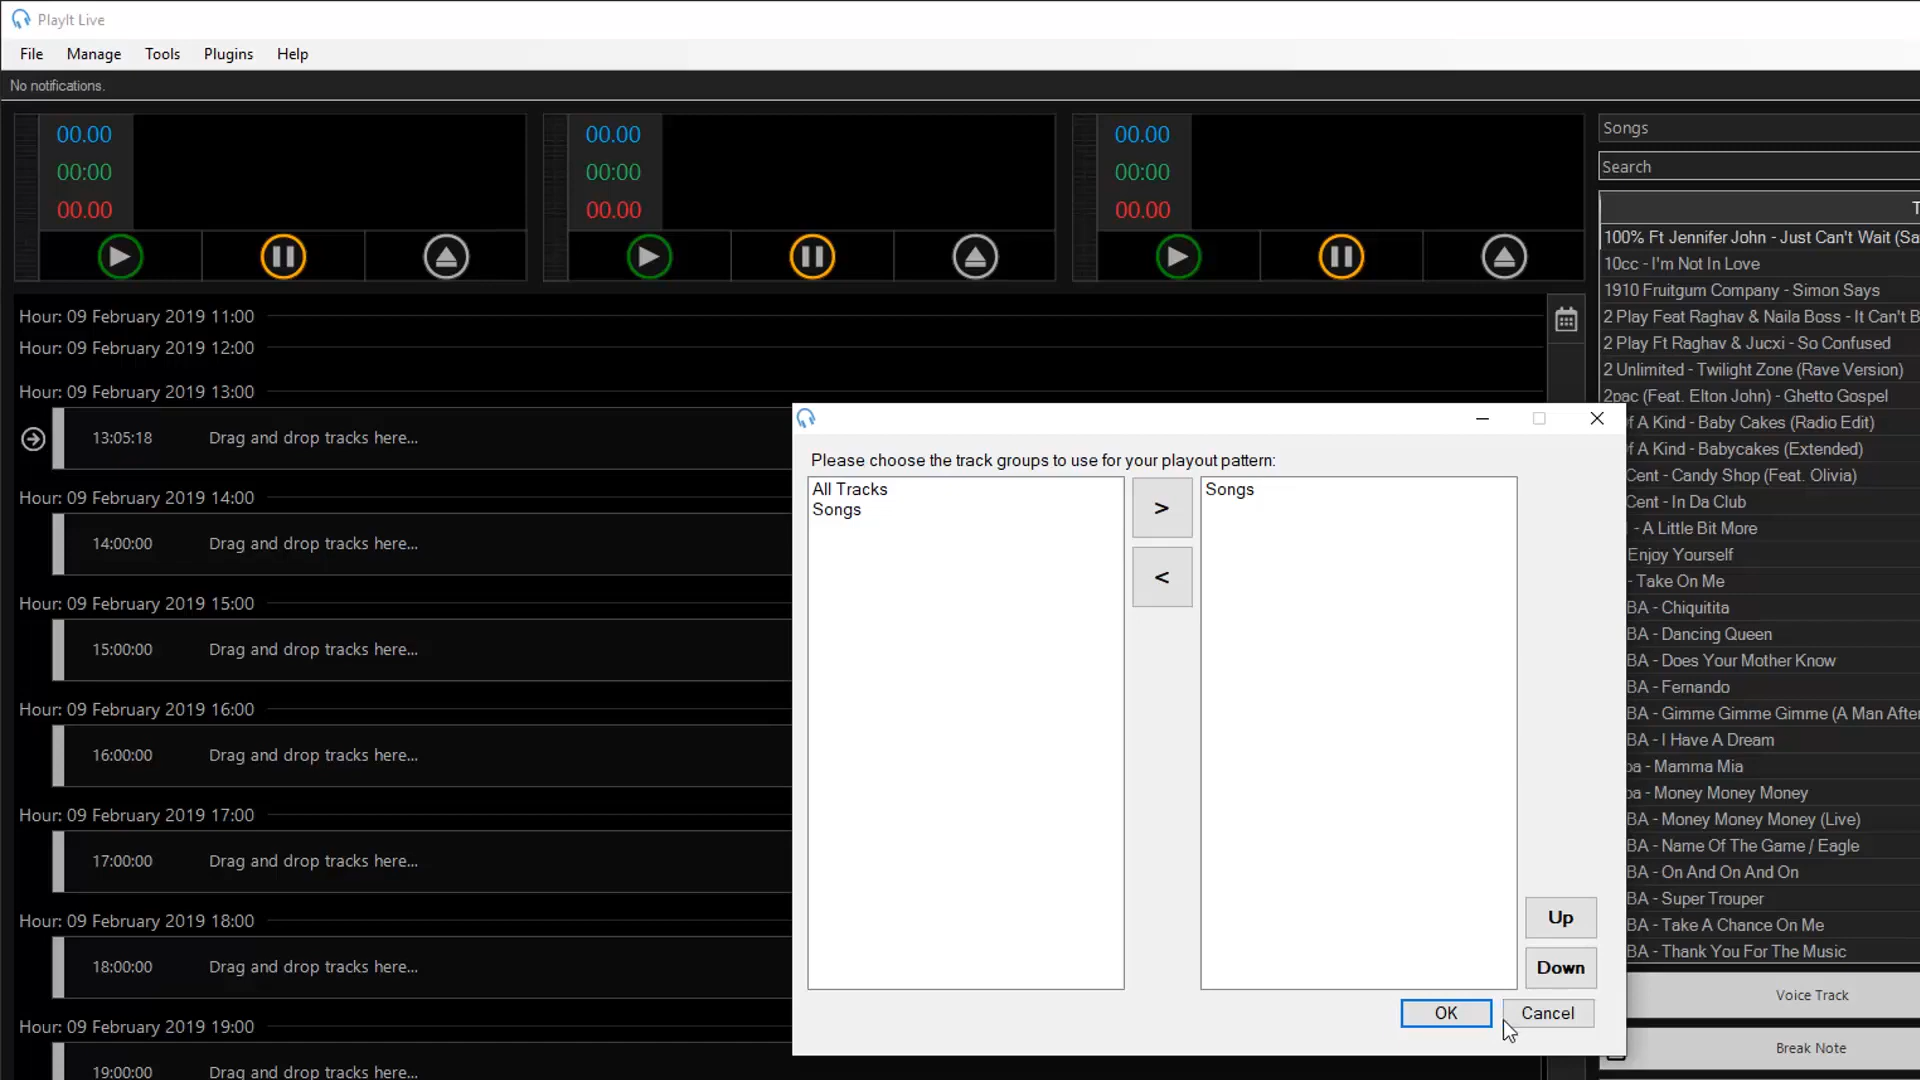 PlayIt Live
File Manage Tools Plugins Help
No notifications.
00.00
00:00
00.00
00.00
00:00
00.00
00.00
00:00
00.00
Hour: 09 February 2019 11:00
Hour: 09 February 2019 12:00
Hour: 09 February 2019 13:00
13:05:18 Drag and drop tracks here...
Hour: 09 February 2019 14:00
14:00:00 Drag and drop tracks here...
Hour: 09 February 2019 15:00
15:00:00 Drag and drop tracks here...
Hour: 09 February 2019 16:00
16:00:00 Drag and drop tracks here...
Hour: 09 February 2019 17:00
17:00:00 Drag and drop tracks here...
Hour: 09 February 2019 18:00
18:00:00 Drag and drop tracks here...
Hour: 09 February 2019 19:00
19:00:00 Drag and drop tracks here...
Please choose the track groups to use for your playout pattern:
All Tracks
Songs
>
<
Songs
Up
Down
OK Cancel
Songs
Search
T
100% Ft Jennifer John - Just Can't Wait (Sa
10cc - I'm Not In Love
1910 Fruitgum Company - Simon Says
2 Play Feat Raghav & Naila Boss - It Can't B
2 Play Ft Raghav & Jucxi - So Confused
2 Unlimited - Twilight Zone (Rave Version)
2pac (Feat. Elton John) - Ghetto Gospel
f A Kind - Baby Cakes (Radio Edit)
f A Kind - Babycakes (Extended)
Cent - Candy Shop (Feat. Olivia)
Cent - In Da Club
- A Little Bit More
Enjoy Yourself
- Take On Me
BA - Chiquitita
BA - Dancing Queen
BA - Does Your Mother Know
BA - Fernando
BA - Gimme Gimme Gimme (A Man After
BA - I Have A Dream
ba - Mamma Mia
ba - Money Money Money
BA - Money Money Money (Live)
BA - Name Of The Game / Eagle
BA - On And On And On
BA - Super Trouper
BA - Take A Chance On Me
BA - Thank You For The Music
Voice Track
Break Note